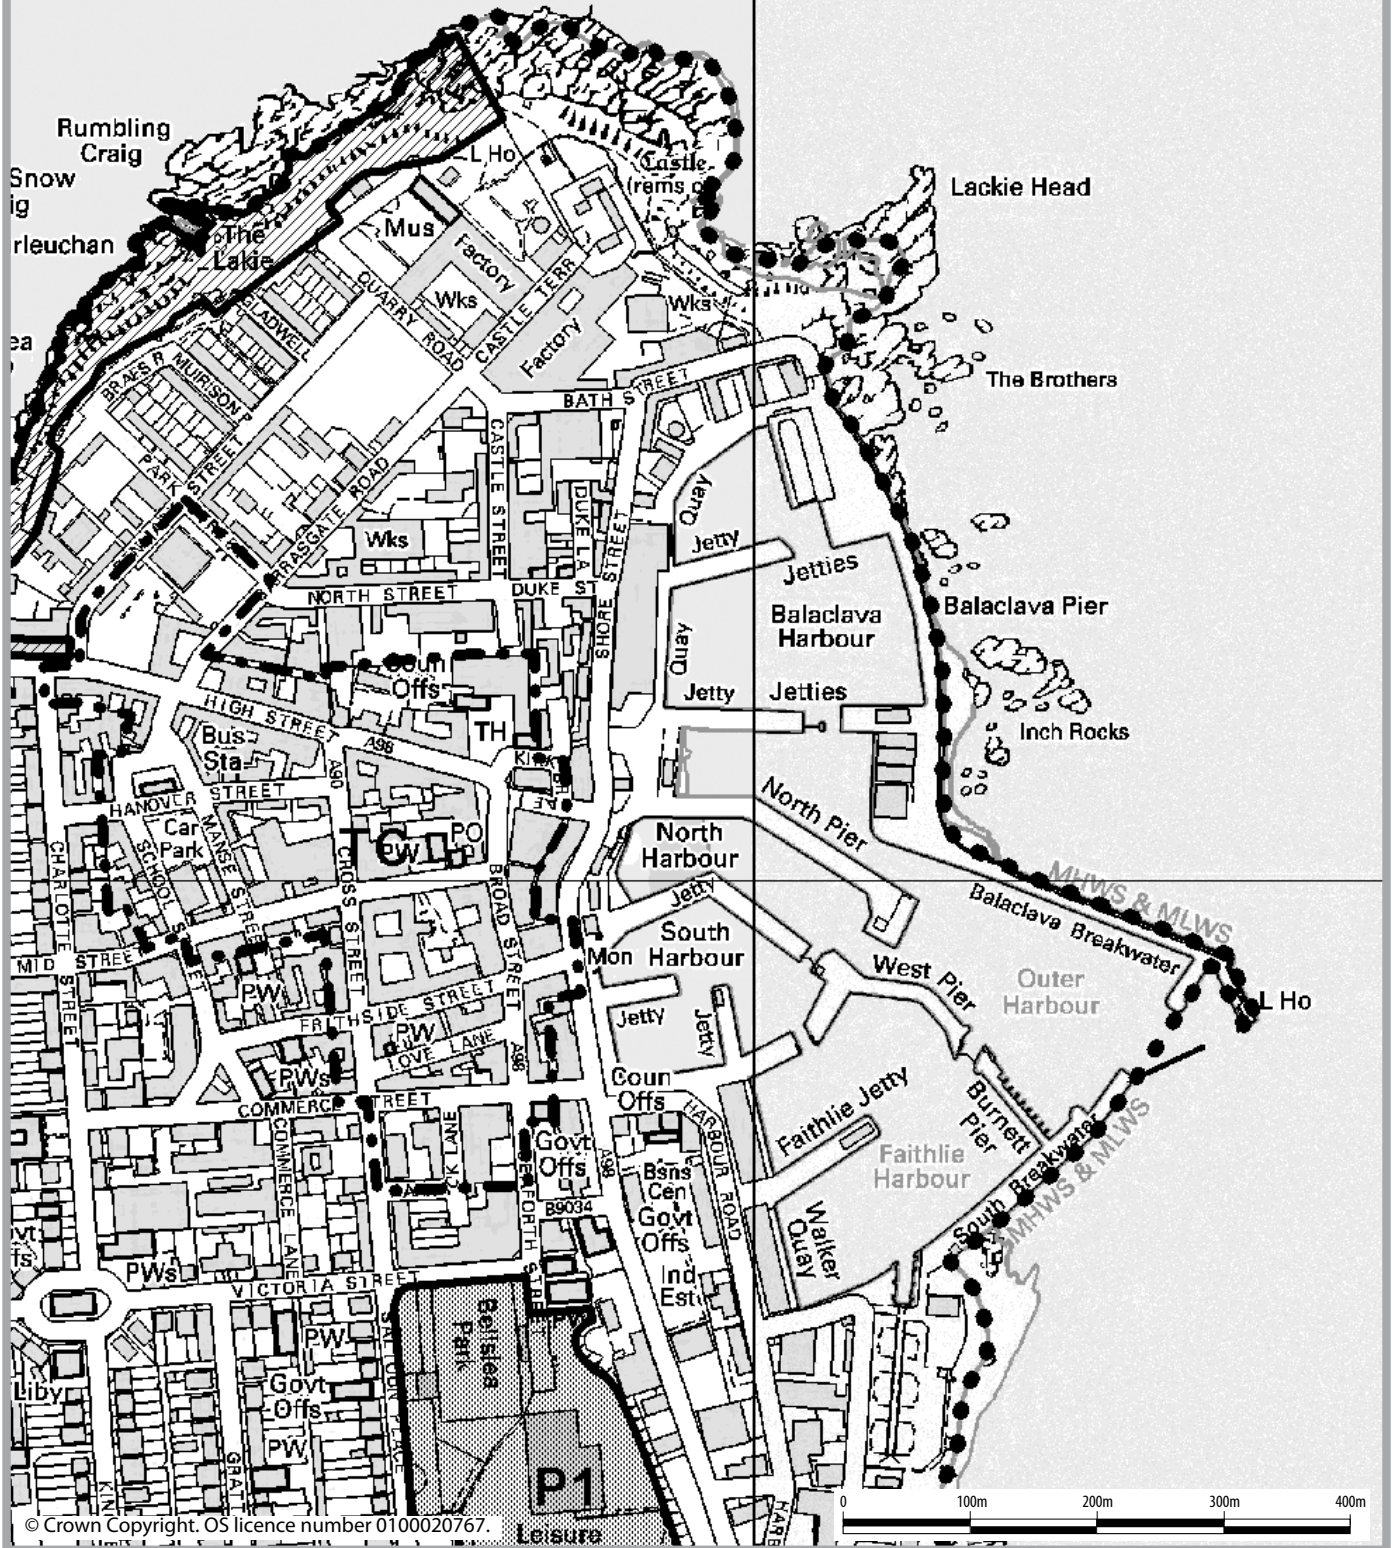 Rumbling
Craig
Snow
ig
rleuchan
The
Lakie
L Ho
Castle
(rems o
Lackie Head
Mus
Factory
Wks
QUARRY ROAD
CASTLE TERR
Factory
Wks
GLADWELL
BRAES R
MUIRISON
PARK STREET
BATH STREET
The Brothers
CASTLE STREET
DUKE LA
SHORE STREET
Quay
Jetty
Jetties
Wks
NORTH STREET
DUKE ST
Balaclava
Harbour
Balaclava Pier
Quay
Jetty
Jetties
Coun
Offs
TH
HIGH STREET
A98
Bus
Sta
A90
Inch Rocks
HANOVER STREET
Car
Park
MANSE STREET
SCHOOL S
TC
PW
PO
North
Harbour
North Pier
CHARLOTTE STREET
CROSS STREET
BROAD STREET
MHWS & MLWS
Balaclava Breakwater
Jetty
South
Harbour
Mon
MID STREET
West Pier
Outer
Harbour
L Ho
PW
FRITHSIDE STREET
PW
LOVE LANE
A98
Jetty
Jetty
PWs
COMMERCE STREET
Coun
Offs
Faithlie Jetty
Burnett
Pier
HARBOUR ROAD
South Breakwater
MHWS & MLWS
Faithlie
Harbour
COMMERCE LANE
Govt
Offs
A98
Bsns
Cen
Govt
Offs
B9034
Walker
Quay
Ind
Est
PWs
VICTORIA STREET
Bellslea
Park
PW
Liby
Govt
Offs
PW
P1
Leisure
0 100m 200m 300m 400m
© Crown Copyright. OS licence number 0100020767.